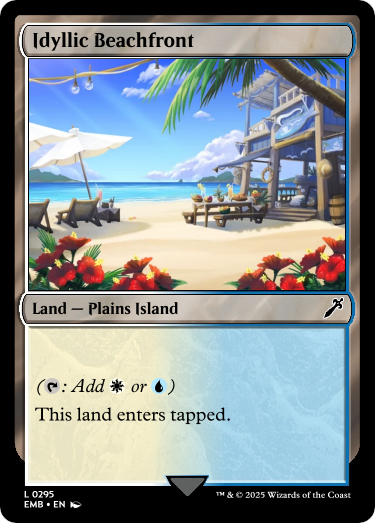 Idyllic Beachfront
Land — Plains Island
(: Add or )
This land enters tapped.
L 0295
EMB • EN
™ & © 2025 Wizards of the Coast